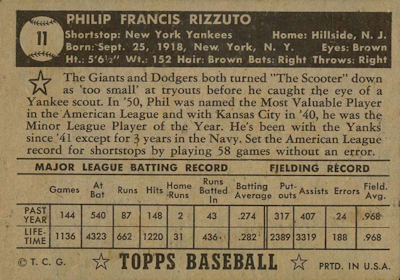 11
PHILIP FRANCIS RIZZUTO
Shortstop: New York Yankees Home: Hillside, N. J.
Born: Sept. 25, 1918, New York, N. Y. Eyes: Brown
Ht.: 5'6½" Wt.: 152 Hair: Brown Bats: Right Throws: Right
The Giants and Dodgers both turned "The Scooter" down
as "too small" at tryouts before he caught the eye of a
Yankee scout. In '50, Phil was named the Most Valuable Player
in the American League and with Kansas City in '40, he was
the Minor League Player of the Year. He's been with the Yanks
since '41 except for 3 years in the Navy. Set the American League
record for shortstops by playing 58 games without an error.
MAJOR LEAGUE BATTING RECORD FIELDING RECORD
Games At Bat Runs Hits Home-Runs Runs Batted In Batting Average Put-outs Assists Errors Field. Avg.
PAST YEAR 144 540 87 148 2 43 .274 317 407 24 .968
LIFE-TIME 1136 4323 662 1220 31 436 .282 2389 3319 188 .968
© T. C. G. TOPPS BASEBALL PRTD. IN U.S.A.